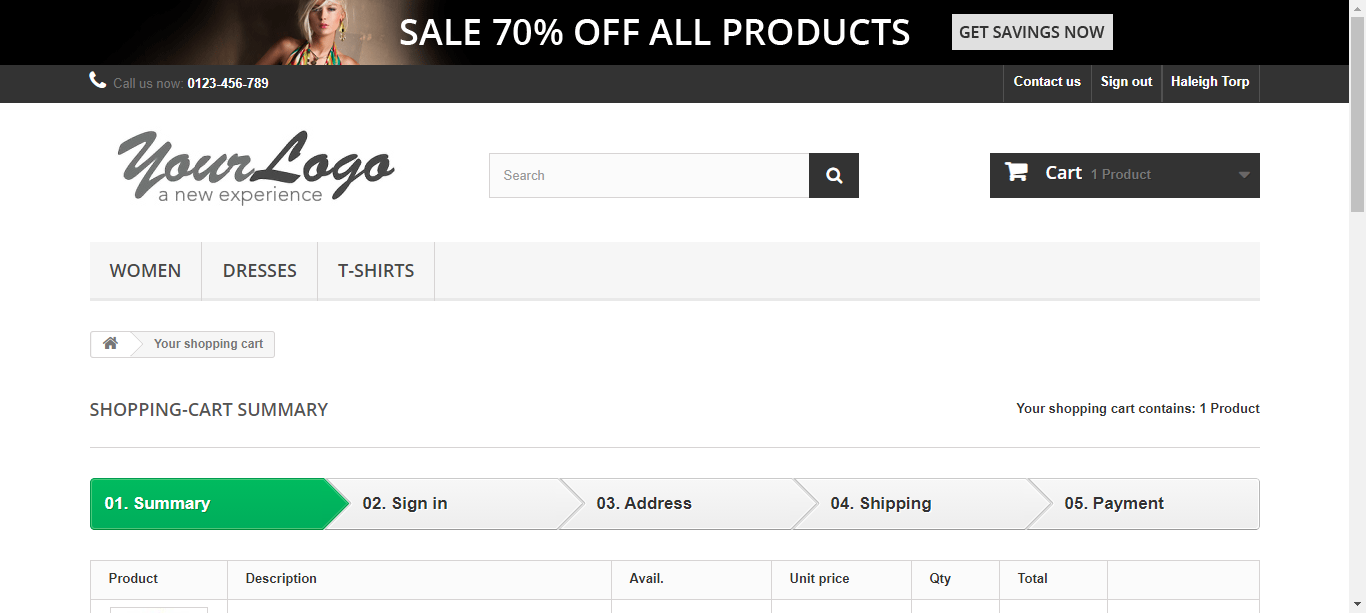 SALE 70% OFF ALL PRODUCTS GET SAVINGS NOW
Call us now: 0123-456-789 Contact us Sign out Haleigh Torp
Your Logo
a new experience
Search
Cart 1 Product
WOMEN DRESSES T-SHIRTS
Your shopping cart
SHOPPING-CART SUMMARY Your shopping cart contains: 1 Product
01. Summary 02. Sign in 03. Address 04. Shipping 05. Payment
Product Description Avail. Unit price Qty Total